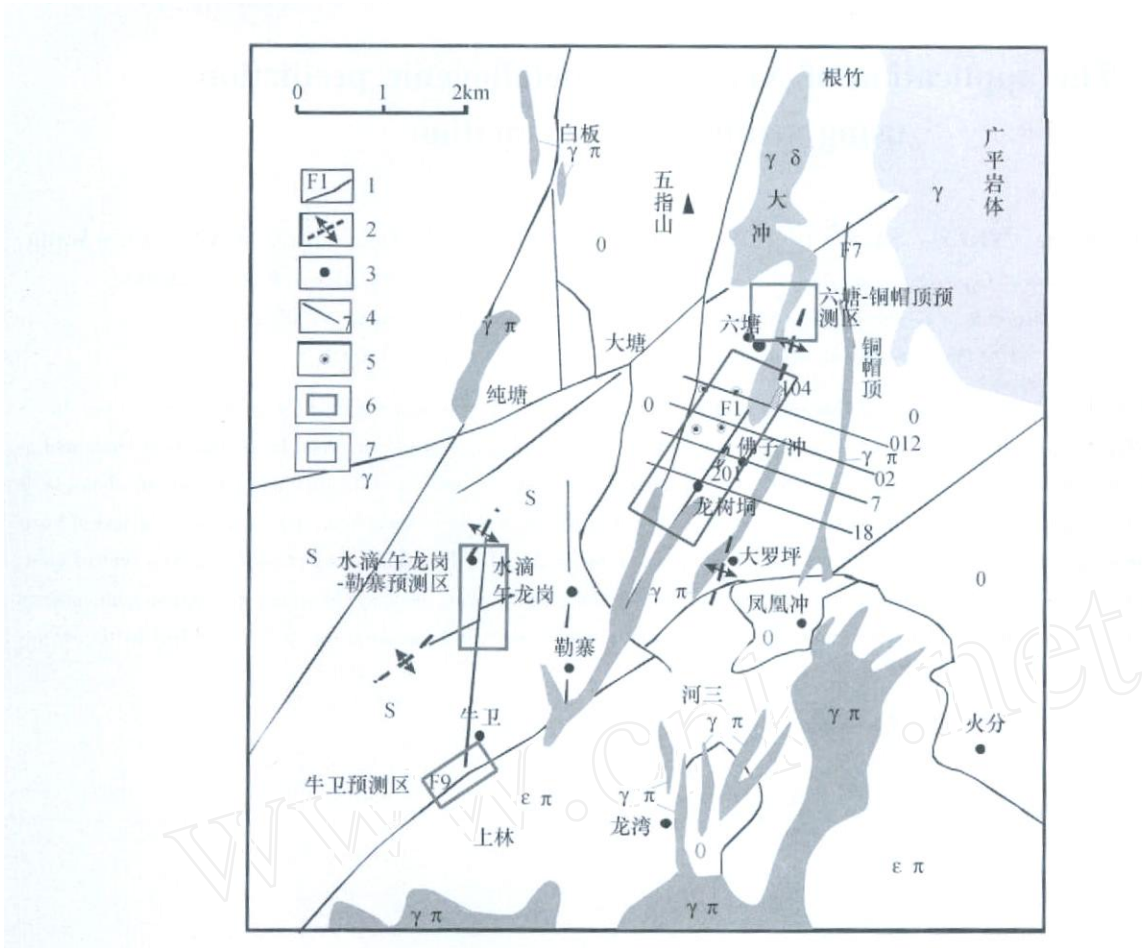 0 1 2km
根竹
广平岩体
白板
γ π
γ δ
五指山
大冲
γ
F1 1
2
3
7 4
5
6
7
0
F7
六塘-铜帽顶预
测区
γ π
六塘
大塘
铜帽顶
纯塘
104
0
F1
0
012
佛子冲
γ π
02
201
7
γ
S
龙树垌
18
S
水滴-午龙岗
-勒寨预测区
水滴
午龙岗
大罗坪
0
γ π
凤凰冲
0
勒寨
S
河三
牛卫
γ π
γ π
火分
牛卫预测区
F9
ε π
γ π
龙湾
上林
0
ε π
γ π
γ π